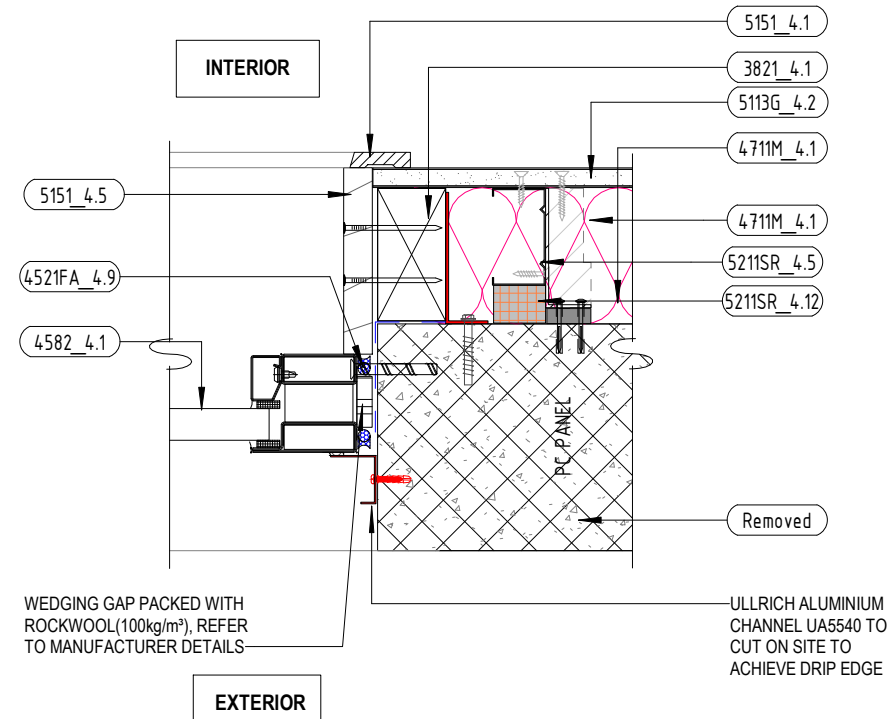 5151_4.1
INTERIOR
3821_4.1
5113G_4.2
4711M_4.1
5151_4.5
4711M_4.1
5211SR_4.5
4521FA_4.9
5211SR_4.12
4582_4.1
PC PANEL
Removed
WEDGING GAP PACKED WITH
ROCKWOOL(100kg/m³), REFER
TO MANUFACTURER DETAILS
ULLRICH ALUMINIUM
CHANNEL UA5540 TO
CUT ON SITE TO
ACHIEVE DRIP EDGE
EXTERIOR